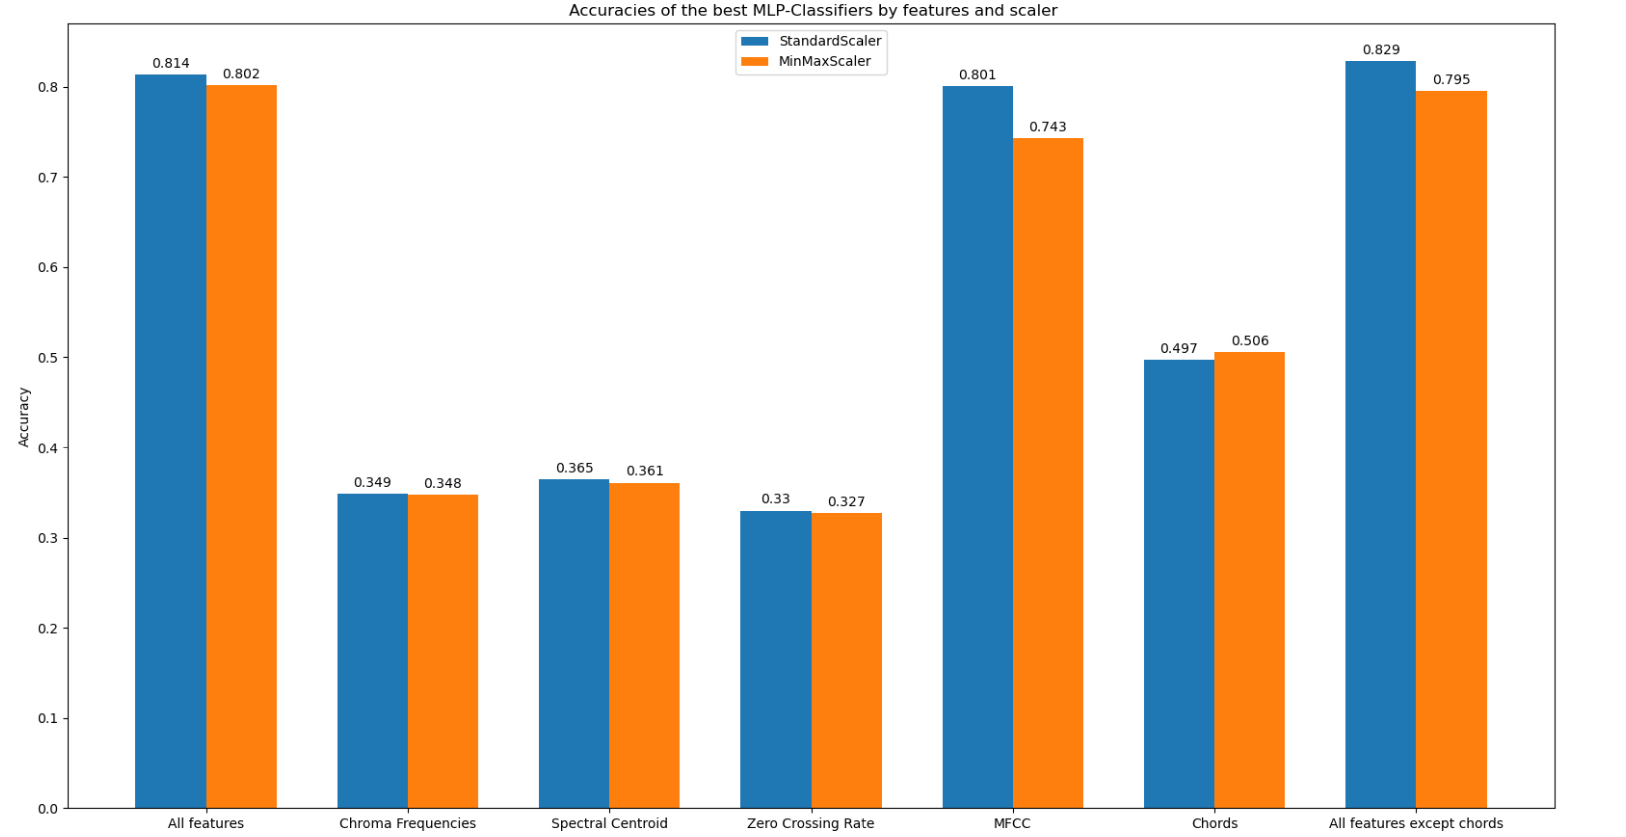 Accuracies of the best MLP-Classifiers by features and scaler
StandardScaler
MinMaxScaler
Accuracy
0.8
0.7
0.6
0.5
0.4
0.3
0.2
0.1
0.0
0.814
0.802
0.349
0.348
0.365
0.361
0.33
0.327
0.801
0.743
0.497
0.506
0.829
0.795
All features
Chroma Frequencies
Spectral Centroid
Zero Crossing Rate
MFCC
Chords
All features except chords